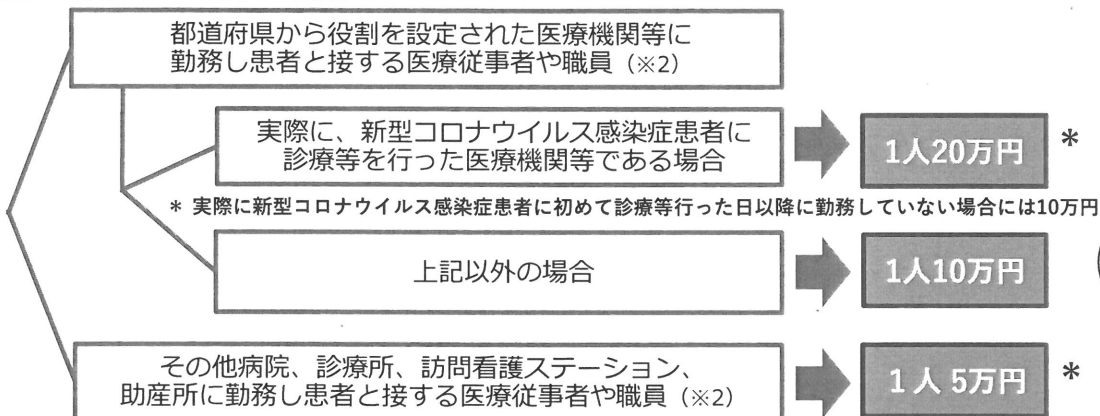 都道府県から役割を設定された医療機関等に
勤務し患者と接する医療従事者や職員（※2）
実際に、新型コロナウイルス感染症患者に
診療等を行った医療機関等である場合
1人20万円 *
* 実際に新型コロナウイルス感染症患者に初めて診療等行った日以降に勤務していない場合には10万円
上記以外の場合
1人10万円
その他病院、診療所、訪問看護ステーション、
助産所に勤務し患者と接する医療従事者や職員（※2）
1人5万円 *